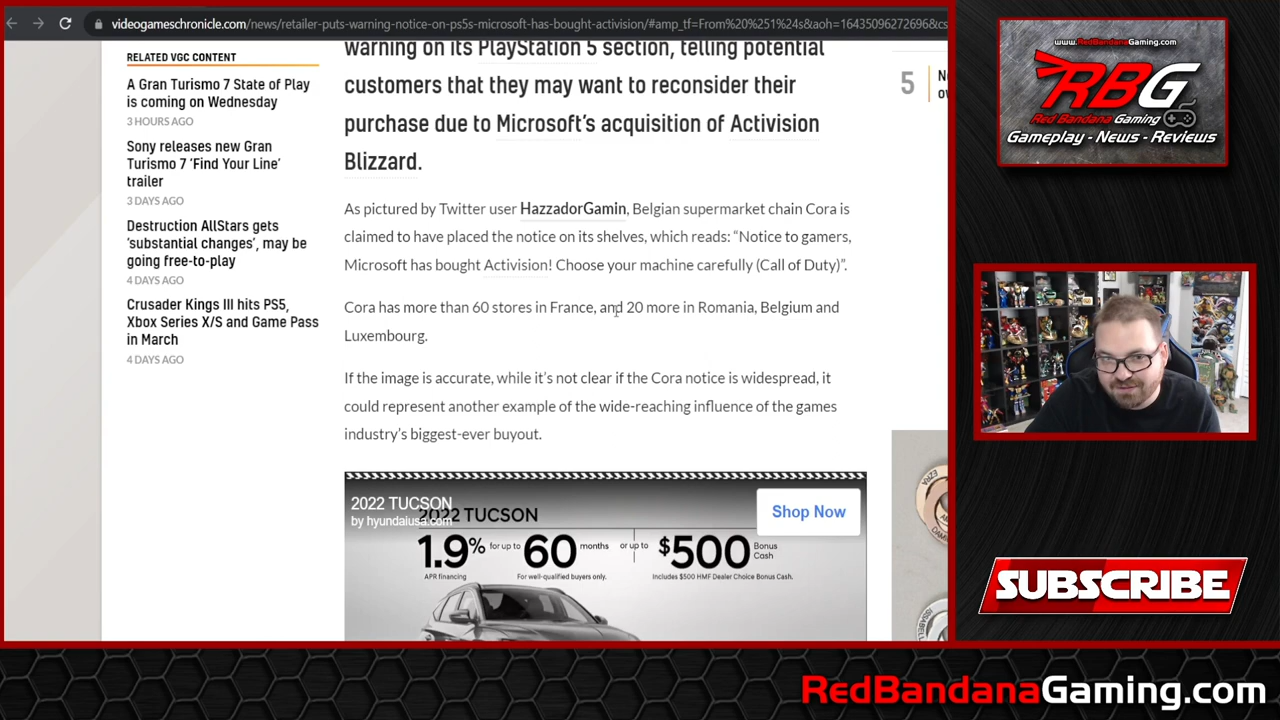 videogameschronicle.com/news/retailer-puts-warning-notice-on-ps5s-microsoft-has-bought-activision/#amp_tf=From%20%251%24s&aoh=16435096272696&cs
RELATED VGC CONTENT
A Gran Turismo 7 State of Play
is coming on Wednesday
3 HOURS AGO
Sony releases new Gran
Turismo 7 ‘Find Your Line’
trailer
3 DAYS AGO
Destruction AllStars gets
‘substantial changes’, may be
going free-to-play
4 DAYS AGO
Crusader Kings III hits PS5,
Xbox Series X/S and Game Pass
in March
4 DAYS AGO
warning on its PlayStation 5 section, telling potential
customers that they may want to reconsider their
purchase due to Microsoft’s acquisition of Activision
Blizzard.
As pictured by Twitter user HazzadorGamin, Belgian supermarket chain Cora is
claimed to have placed the notice on its shelves, which reads: “Notice to gamers,
Microsoft has bought Activision! Choose your machine carefully (Call of Duty)”.
Cora has more than 60 stores in France, and 20 more in Romania, Belgium and
Luxembourg.
If the image is accurate, while it’s not clear if the Cora notice is widespread, it
could represent another example of the wide-reaching influence of the games
industry’s biggest-ever buyout.
2022 TUCSON
by hyundaiusa.com
2022 TUCSON
Shop Now
1.9% for up to 60 months or up to $500 Bonus Cash
APR financing For well-qualified buyers only. Includes $500 HMF Dealer Choice Bonus Cash.
5
www.RedBandanaGaming.com
RBG
Red Bandana Gaming
Gameplay - News - Reviews
SUBSCRIBE
RedBandanaGaming.com